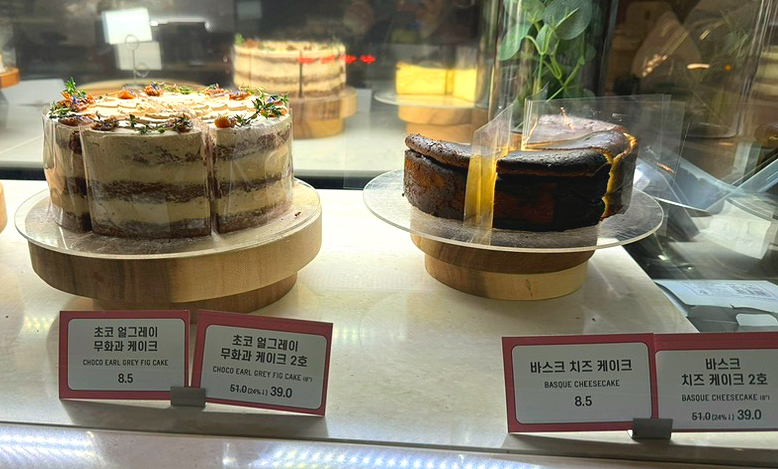 초코 얼그레이
무화과 케이크
CHOCO EARL GREY FIG CAKE
8.5
초코 얼그레이
무화과 케이크 2호
CHOCO EARL GREY FIG CAKE (8")
51.0 (24%↓) 39.0
바스크 치즈 케이크
BASQUE CHEESECAKE
8.5
바스크
치즈 케이크 2호
BASQUE CHEESECAKE (8")
51.0 (24%↓) 39.0